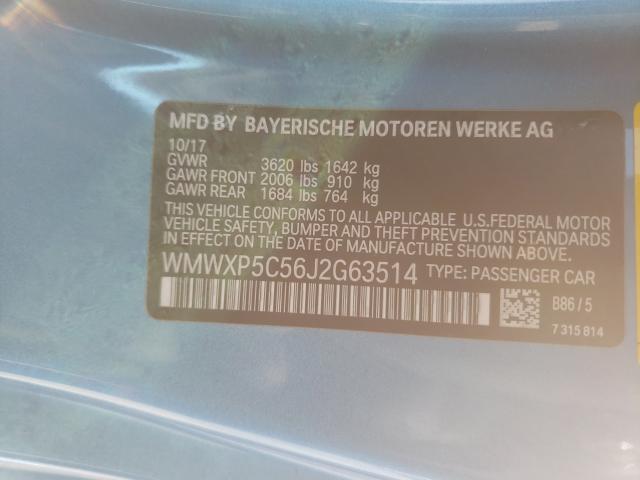 MFD BY BAYERISCHE MOTOREN WERKE AG
10/17
GVWR 3620 lbs 1642 kg
GAWR FRONT 2006 lbs 910 kg
GAWR REAR 1684 lbs 764 kg
THIS VEHICLE CONFORMS TO ALL APPLICABLE U.S.FEDERAL MOTOR
VEHICLE SAFETY, BUMPER AND THEFT PREVENTION STANDARDS
IN EFFECT ON THE DATE OF MANUFACTURE SHOWN ABOVE.
WMWXP5C56J2G63514 TYPE: PASSENGER CAR
B86/5
7 315 814